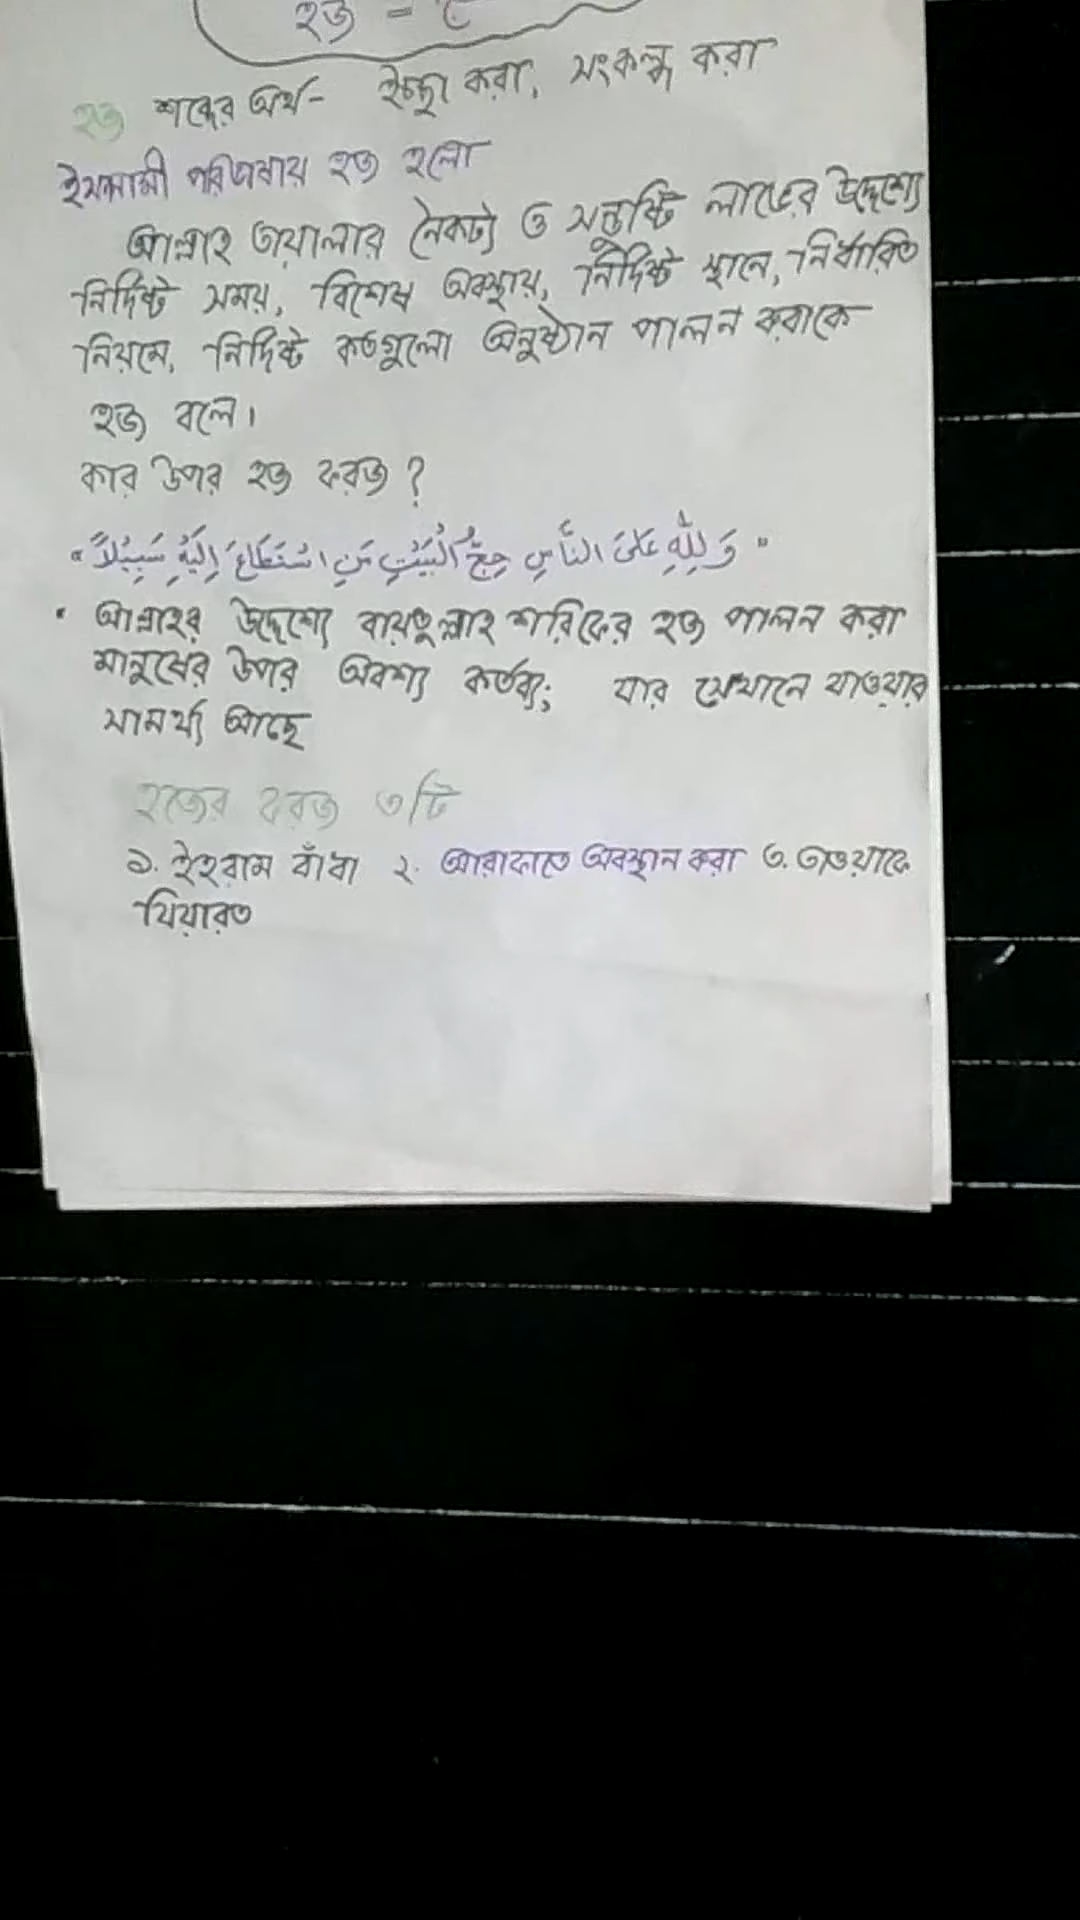 হজ =
হজ শব্দের অর্থ- ইচ্ছা করা, সংকল্প করা
ইসলামী পরিভাষায় হজ হলো
আল্লাহ তায়ালার নৈকট্য ও সন্তুষ্টি লাভের উদ্দেশ্যে
নির্দিষ্ট সময়, বিশেষ অবস্থায়, নির্দিষ্ট স্থানে, নির্ধারিত
নিয়মে, নির্দিষ্ট কতগুলো অনুষ্ঠান পালন করাকে
হজ বলে।
কার উপর হজ ফরজ ?
" وَلِلّٰهِ عَلَى النَّاسِ حِجُّ الْبَيْتِ مَنِ اسْتَطَاعَ اِلَيْهِ سَبِيْلاً "
• আল্লাহর উদ্দেশ্যে বায়তুল্লাহ শরিফের হজ পালন করা
মানুষের উপর অবশ্য কর্তব্য; যার সেখানে যাওয়ার
সামর্থ্য আছে
হজের ফরজ ৩টি
১. ইহরাম বাঁধা ২. আরাফাতে অবস্থান করা ৩. তাওয়াফে
যিয়ারত